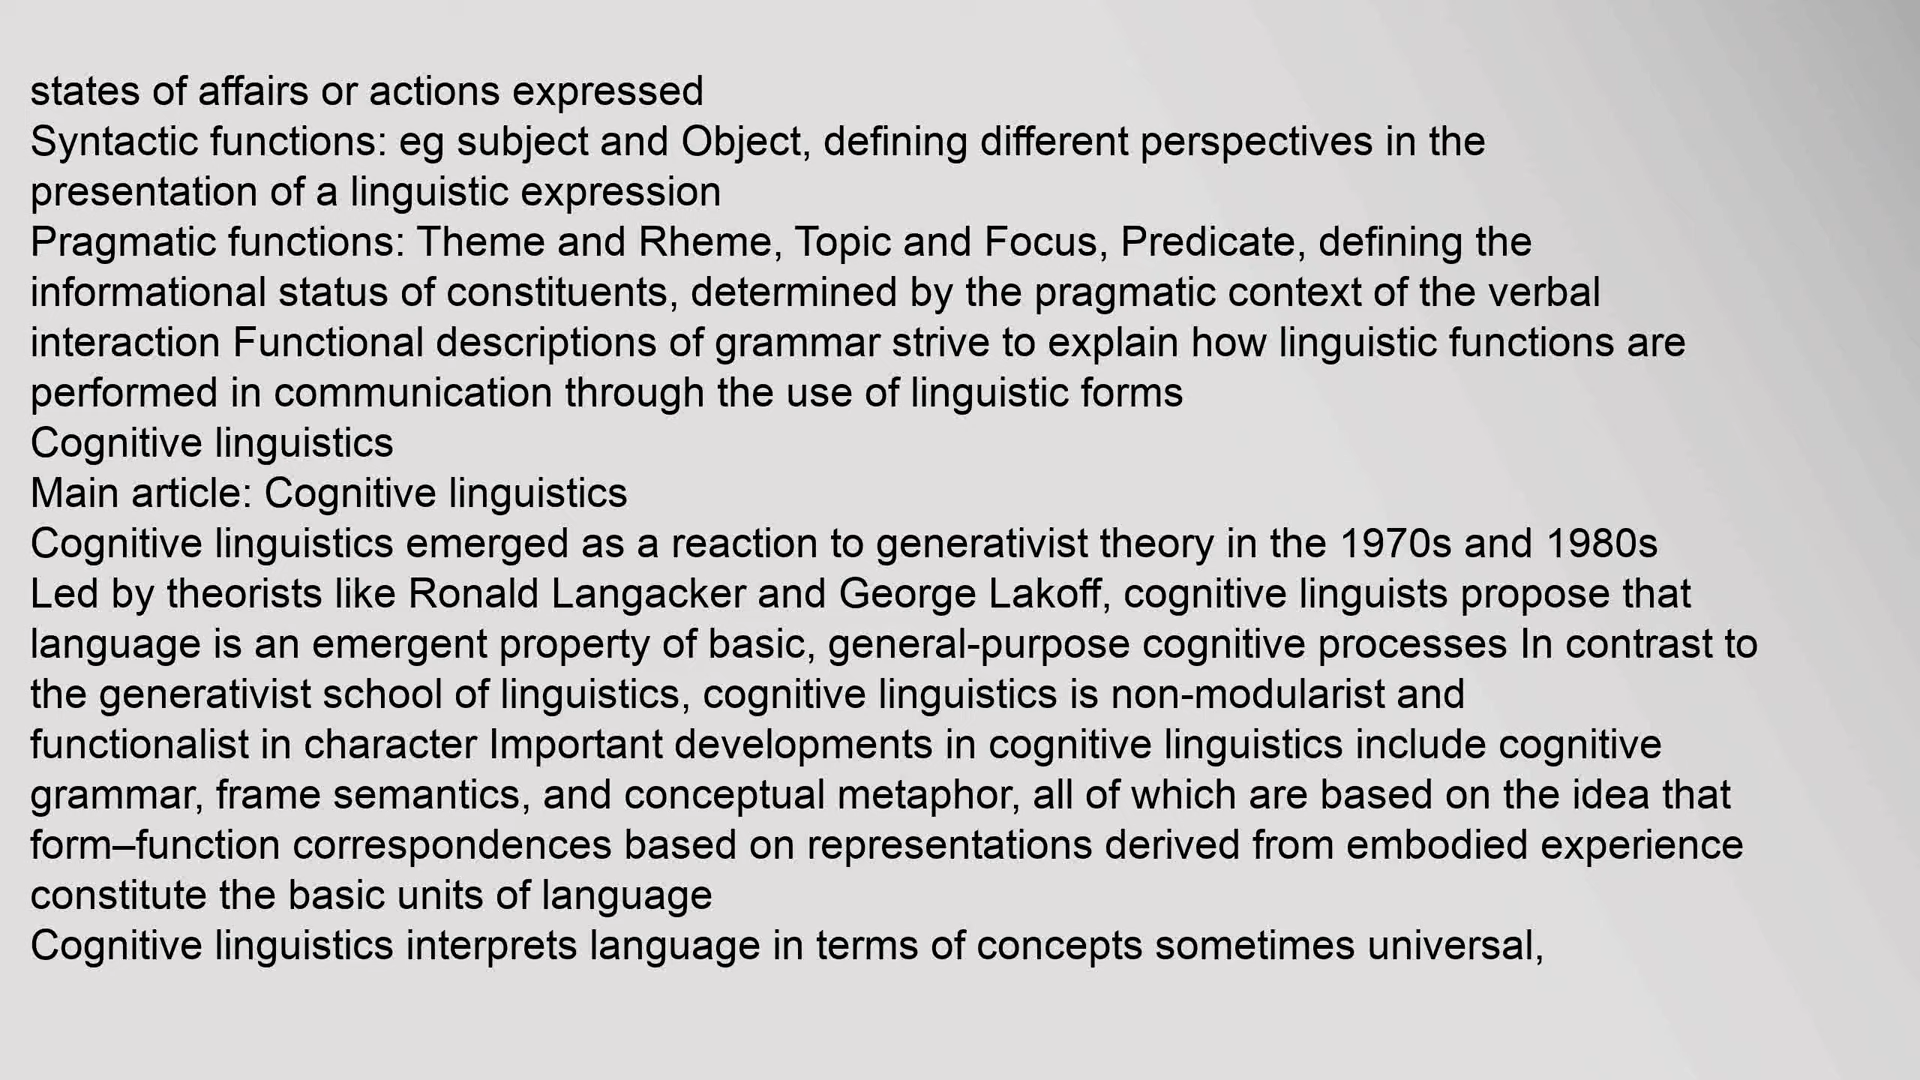 states of affairs or actions expressed
Syntactic functions: eg subject and Object, defining different perspectives in the
presentation of a linguistic expression
Pragmatic functions: Theme and Rheme, Topic and Focus, Predicate, defining the
informational status of constituents, determined by the pragmatic context of the verbal
interaction Functional descriptions of grammar strive to explain how linguistic functions are
performed in communication through the use of linguistic forms
Cognitive linguistics
Main article: Cognitive linguistics
Cognitive linguistics emerged as a reaction to generativist theory in the 1970s and 1980s
Led by theorists like Ronald Langacker and George Lakoff, cognitive linguists propose that
language is an emergent property of basic, general-purpose cognitive processes In contrast to
the generativist school of linguistics, cognitive linguistics is non-modularist and
functionalist in character Important developments in cognitive linguistics include cognitive
grammar, frame semantics, and conceptual metaphor, all of which are based on the idea that
form–function correspondences based on representations derived from embodied experience
constitute the basic units of language
Cognitive linguistics interprets language in terms of concepts sometimes universal,